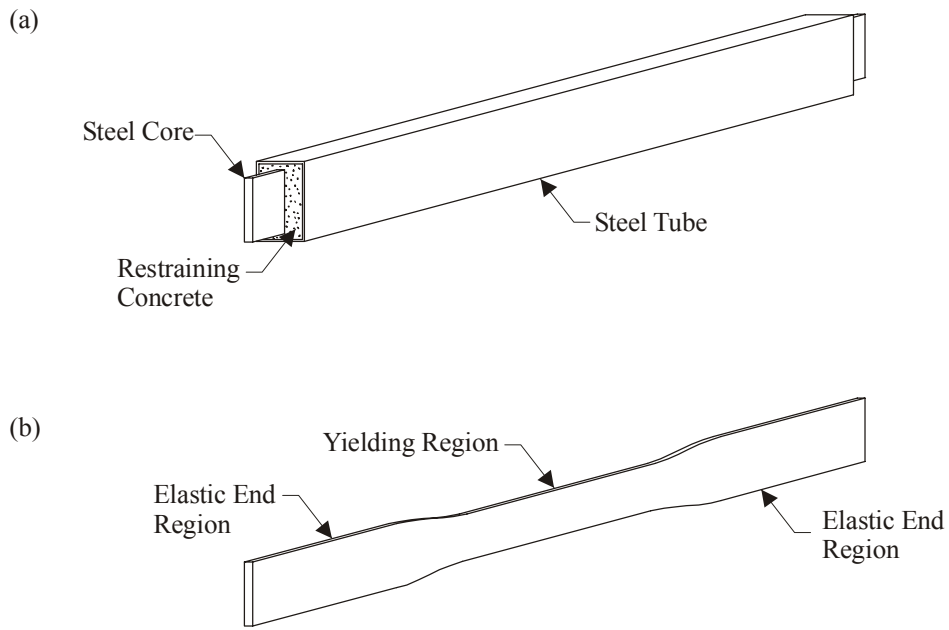 (a)
Steel Core
Steel Tube
Restraining
Concrete
(b)
Yielding Region
Elastic End
Region
Elastic End
Region